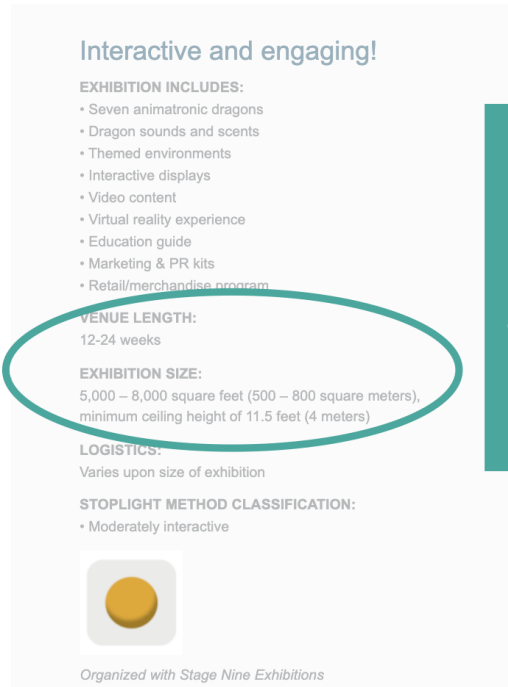 Interactive and engaging!
EXHIBITION INCLUDES:
• Seven animatronic dragons
• Dragon sounds and scents
• Themed environments
• Interactive displays
• Video content
• Virtual reality experience
• Education guide
• Marketing & PR kits
• Retail/merchandise program
VENUE LENGTH:
12-24 weeks
EXHIBITION SIZE:
5,000 – 8,000 square feet (500 – 800 square meters),
minimum ceiling height of 11.5 feet (4 meters)
LOGISTICS:
Varies upon size of exhibition
STOPLIGHT METHOD CLASSIFICATION:
• Moderately interactive
Organized with Stage Nine Exhibitions